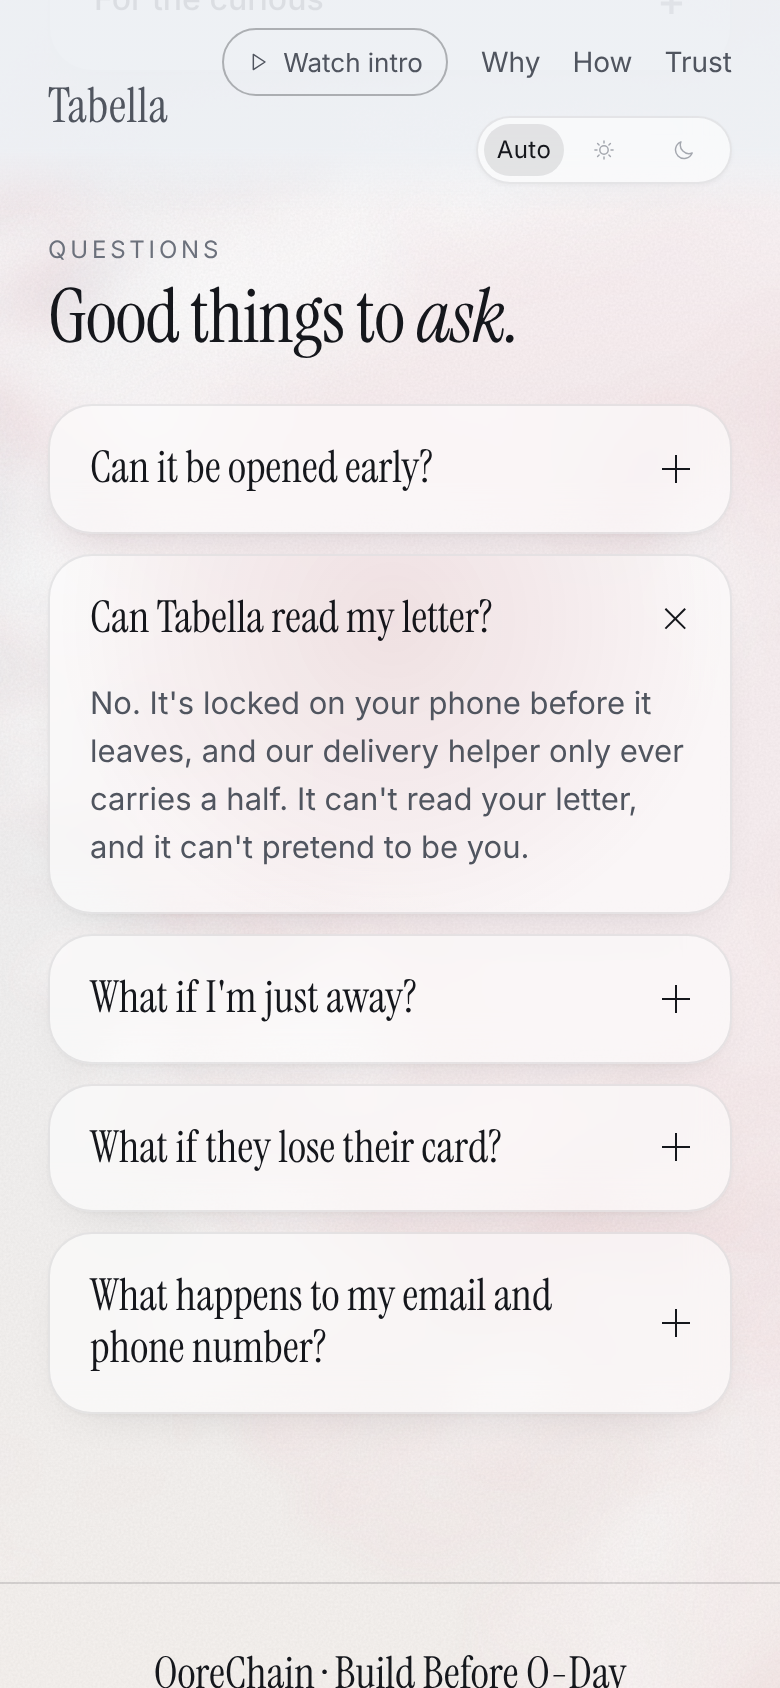 For the curious
Watch intro
Why
How
Trust
Tabella
Auto
QUESTIONS
Good things to ask.
Can it be opened early?
Can Tabella read my letter?
No. It's locked on your phone before it
leaves, and our delivery helper only ever
carries a half. It can't read your letter,
and it can't pretend to be you.
What if I'm just away?
What if they lose their card?
What happens to my email and
phone number?
OoreChain · Build Before O-Day